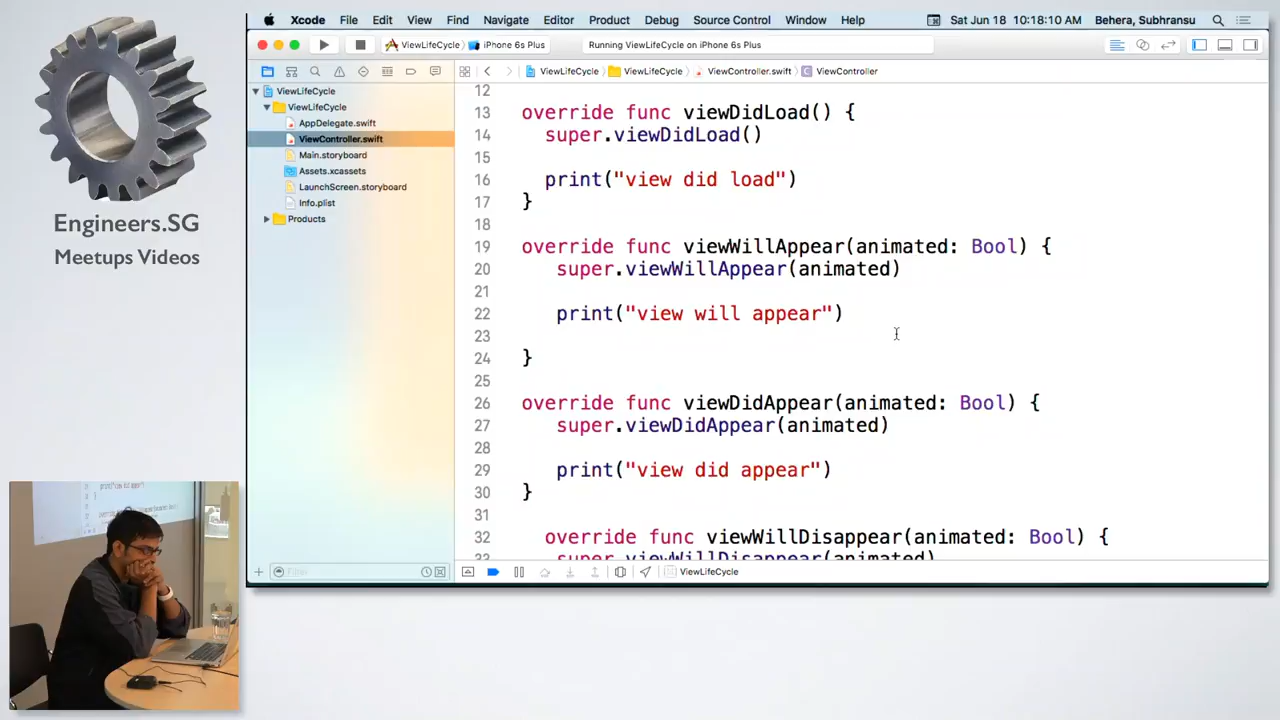 Xcode File Edit View Find Navigate Editor Product Debug Source Control Window Help Sat Jun 18 10:18:10 AM Behera, Subhransu
ViewLifeCycle iPhone 6s Plus Running ViewLifeCycle on iPhone 6s Plus
ViewLifeCycle ViewLifeCycle ViewController.swift C ViewController
ViewLifeCycle
ViewLifeCycle
AppDelegate.swift
ViewController.swift
Main.storyboard
Assets.xcassets
LaunchScreen.storyboard
Info.plist
Products
Engineers.SG
Meetups Videos
12
13 override func viewDidLoad() {
14 super.viewDidLoad()
15
16 print("view did load")
17 }
18
19 override func viewWillAppear(animated: Bool) {
20 super.viewWillAppear(animated)
21
22 print("view will appear")
23
24 }
25
26 override func viewDidAppear(animated: Bool) {
27 super.viewDidAppear(animated)
28
29 print("view did appear")
30 }
31
32 override func viewWillDisappear(animated: Bool) {
33 super.viewWillDisappear(animated)
Filter
ViewLifeCycle